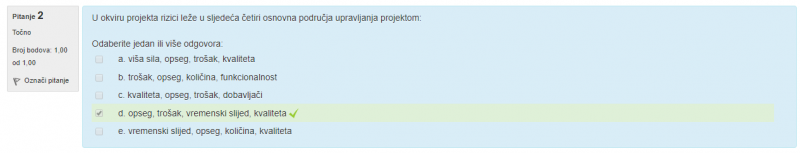 Pitanje 2
Točno
Broj bodova: 1,00
od 1,00
Označi pitanje
U okviru projekta rizici leže u sljedeća četiri osnovna područja upravljanja projektom:
Odaberite jedan ili više odgovora:
a. viša sila, opseg, trošak, kvaliteta
b. trošak, opseg, količina, funkcionalnost
c. kvaliteta, opseg, trošak, dobavljači
d. opseg, trošak, vremenski slijed, kvaliteta
e. vremenski slijed, opseg, količina, kvaliteta